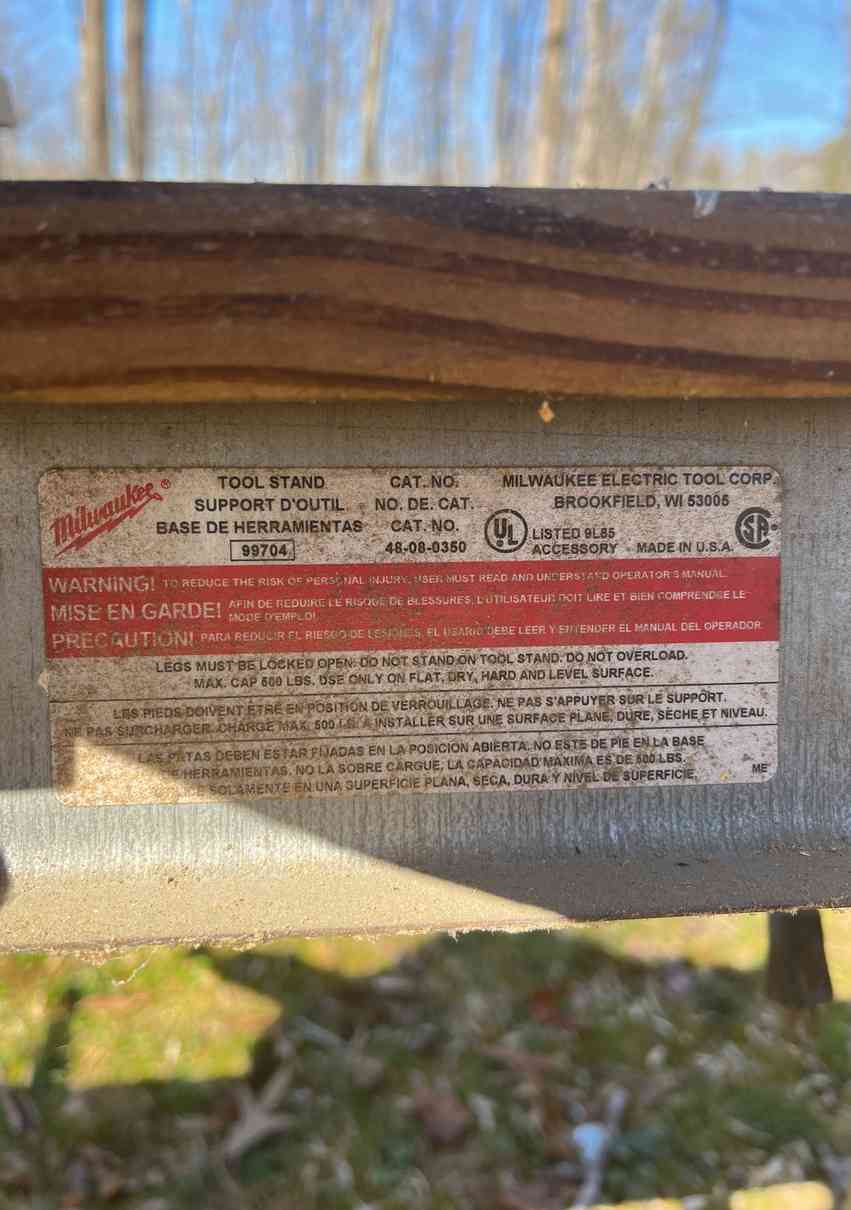 Milwaukee®
TOOL STAND CAT. NO. MILWAUKEE ELECTRIC TOOL CORP.
SUPPORT D'OUTIL NO. DE. CAT. BROOKFIELD, WI 53005
BASE DE HERRAMIENTAS CAT. NO.
99704 48-08-0350
UL LISTED 9L85
ACCESSORY MADE IN U.S.A.
SA
WARNING! TO REDUCE THE RISK OF PERSONAL INJURY, USER MUST READ AND UNDERSTAND OPERATOR'S MANUAL.
MISE EN GARDE! AFIN DE REDUIRE LE RISQUE DE BLESSURES, L'UTILISATEUR DOIT LIRE ET BIEN COMPRENDRE LE
MODE D'EMPLOI
PRECAUTION! PARA REDUCIR EL RIESGO DE LESIONES, EL USARIO DEBE LEER Y ENTENDER EL MANUAL DEL OPERADOR
LEGS MUST BE LOCKED OPEN. DO NOT STAND ON TOOL STAND. DO NOT OVERLOAD.
MAX. CAP 500 LBS. USE ONLY ON FLAT, DRY, HARD AND LEVEL SURFACE.
LES PIEDS DOIVENT ÊTRE EN POSITION DE VERROUILLAGE. NE PAS S'APPUYER SUR LE SUPPORT.
NE PAS SURCHARGER. CHARGE MAX. 500 LB. À INSTALLER SUR UNE SURFACE PLANE, DURE, SÈCHE ET NIVEAU.
LAS PATAS DEBEN ESTAR FIJADAS EN LA POSICION ABIERTA. NO ESTE DE PIE EN LA BASE
DE HERRAMIENTAS. NO LA SOBRE CARGUE, LA CAPACIDAD MÁXIMA ES DE 500 LBS.
SOLAMENTE EN UNA SUPERFICIE PLANA, SECA, DURA Y NIVEL DE SUPERFICIE. ME